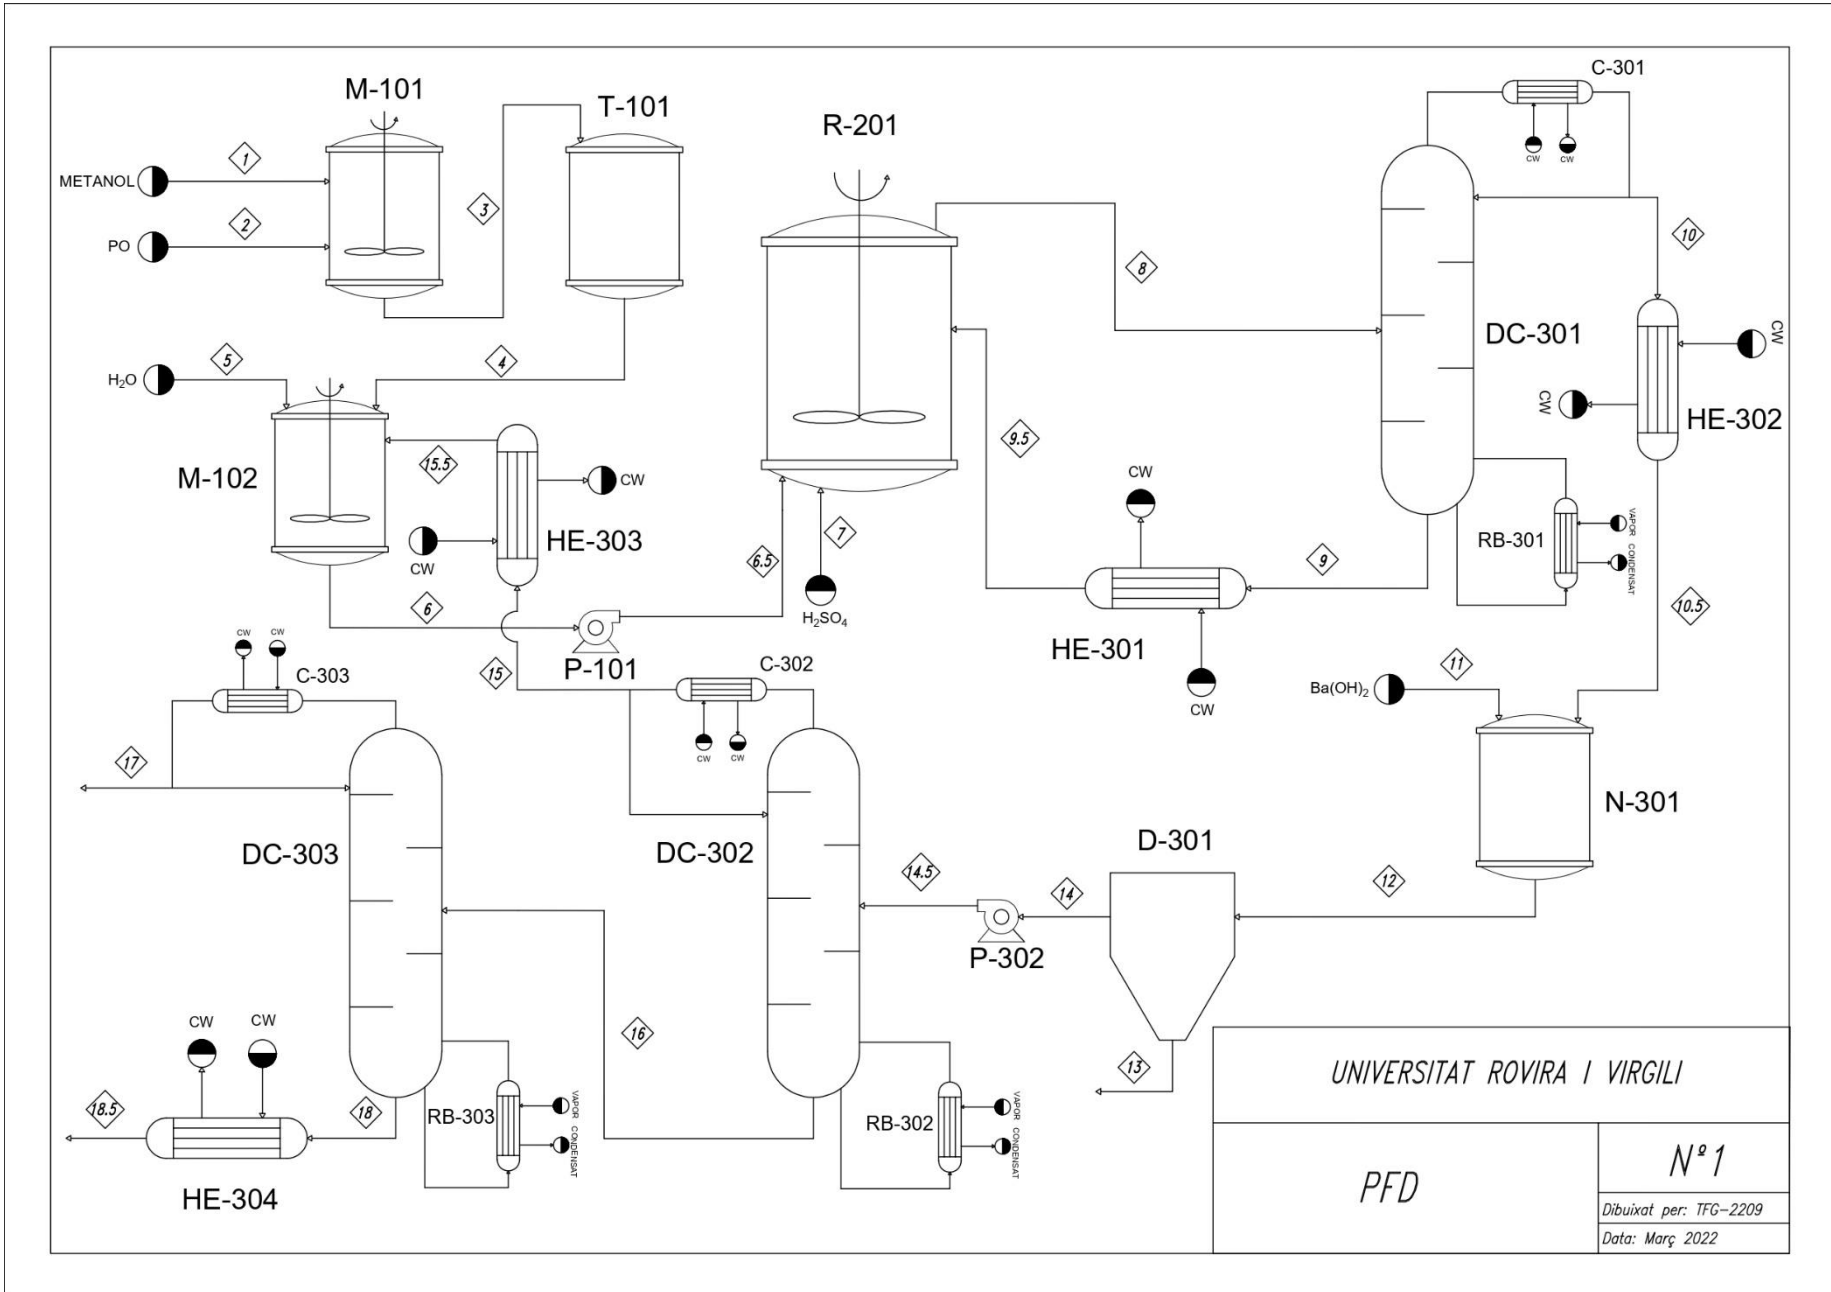 M-101
T-101
R-201
C-301
CW
CW
METANOL
1
PO
2
3
8
10
DC-301
CW
CW
HE-302
H₂O
5
4
M-102
15.5
CW
HE-303
CW
9.5
CW
9
HE-301
CW
RB-301
VAPOR
CONDENSAT
6
P-101
6.5
7
H₂SO₄
10.5
11
Ba(OH)₂
N-301
CW
CW
C-303
15
C-302
CW
CW
17
DC-303
DC-302
14.5
14
P-302
D-301
12
13
16
CW
CW
18.5
18
HE-304
RB-303
VAPOR
CONDENSAT
RB-302
VAPOR
CONDENSAT
UNIVERSITAT ROVIRA I VIRGILI
PFD
Nº1
Dibuixat per: TFG-2209
Data: Març 2022